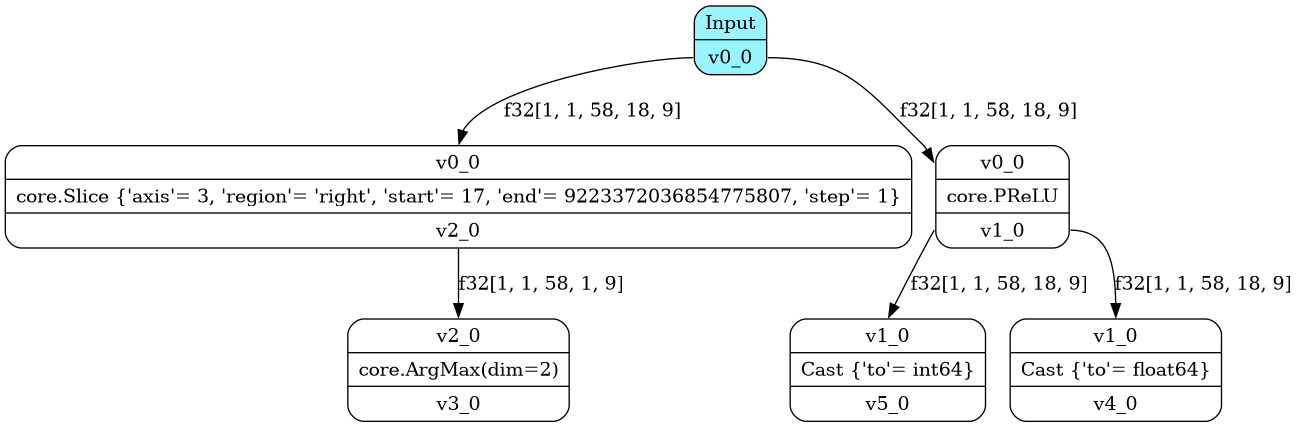 Input
v0_0
f32[1, 1, 58, 18, 9]
f32[1, 1, 58, 18, 9]
v0_0
core.Slice {'axis'= 3, 'region'= 'right', 'start'= 17, 'end'= 9223372036854775807, 'step'= 1}
v2_0
v0_0
core.PReLU
v1_0
f32[1, 1, 58, 1, 9]
f32[1, 1, 58, 18, 9]
f32[1, 1, 58, 18, 9]
v2_0
core.ArgMax(dim=2)
v3_0
v1_0
Cast {'to'= int64}
v5_0
v1_0
Cast {'to'= float64}
v4_0